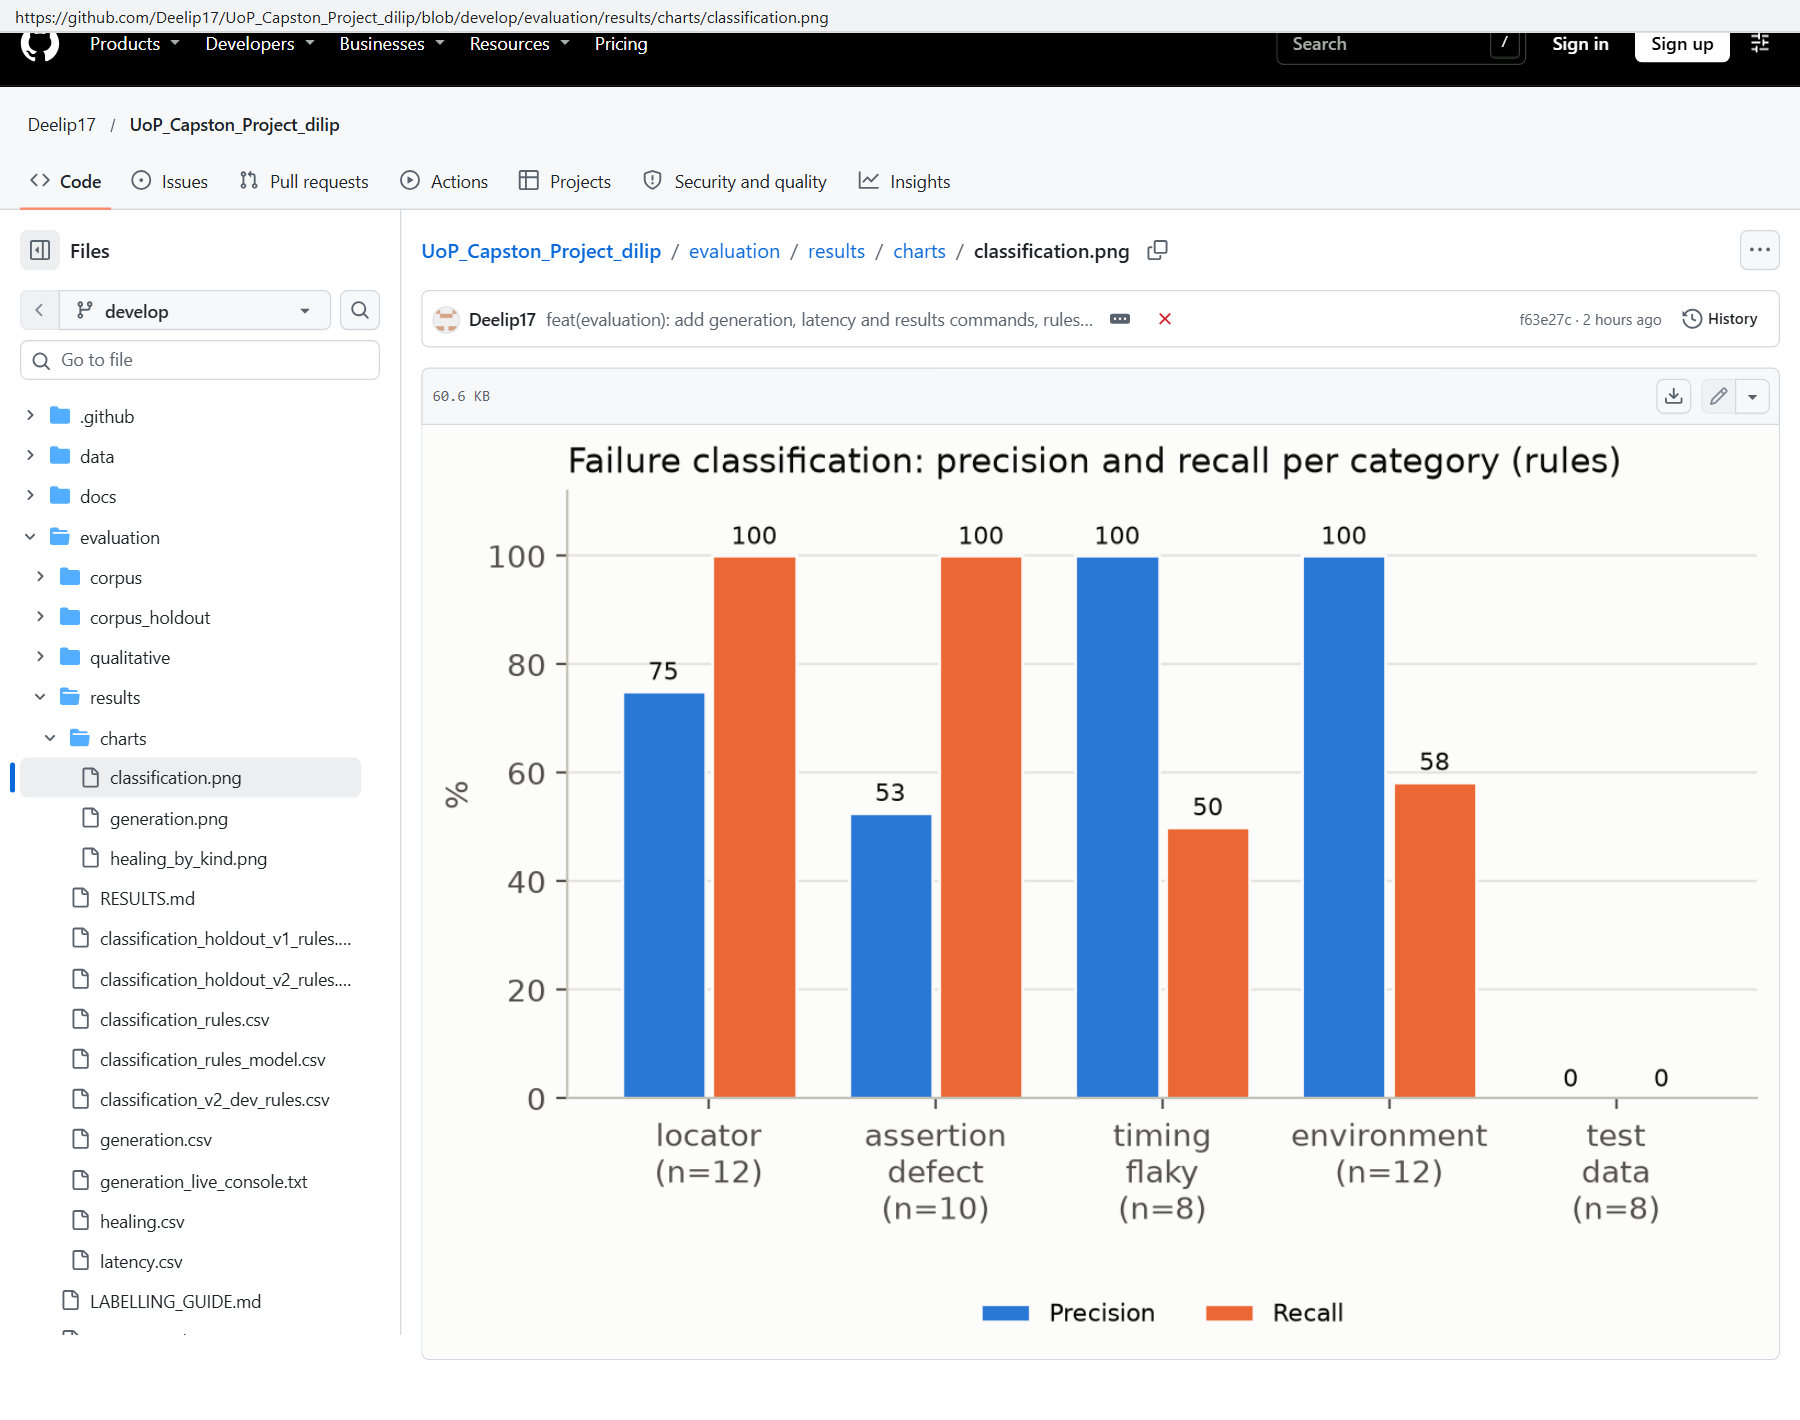 https://github.com/Deelip17/UoP_Capston_Project_dilip/blob/develop/evaluation/results/charts/classification.png
Products Developers Businesses Resources Pricing Search / Sign in Sign up
Deelip17 / UoP_Capston_Project_dilip
Code Issues Pull requests Actions Projects Security and quality Insights
Files
develop
Go to file
.github
data
docs
evaluation
corpus
corpus_holdout
qualitative
results
charts
classification.png
generation.png
healing_by_kind.png
RESULTS.md
classification_holdout_v1_rules....
classification_holdout_v2_rules....
classification_rules.csv
classification_rules_model.csv
classification_v2_dev_rules.csv
generation.csv
generation_live_console.txt
healing.csv
latency.csv
LABELLING_GUIDE.md
UoP_Capston_Project_dilip / evaluation / results / charts / classification.png
Deelip17 feat(evaluation): add generation, latency and results commands, rules... f63e27c · 2 hours ago History
60.6 KB
Failure classification: precision and recall per category (rules)
%
100
80
60
40
20
0
75 100 53 100 100 50 100 58 0 0
locator (n=12)
assertion defect (n=10)
timing flaky (n=8)
environment (n=12)
test data (n=8)
Precision Recall